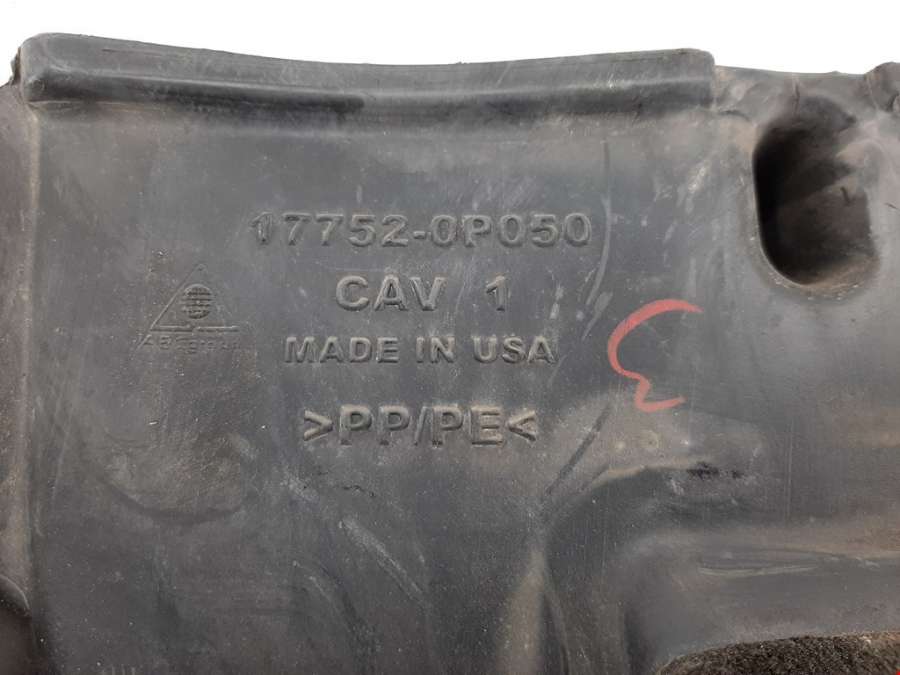 17752-0P050
CAV 1
MADE IN USA
>PP/PE<